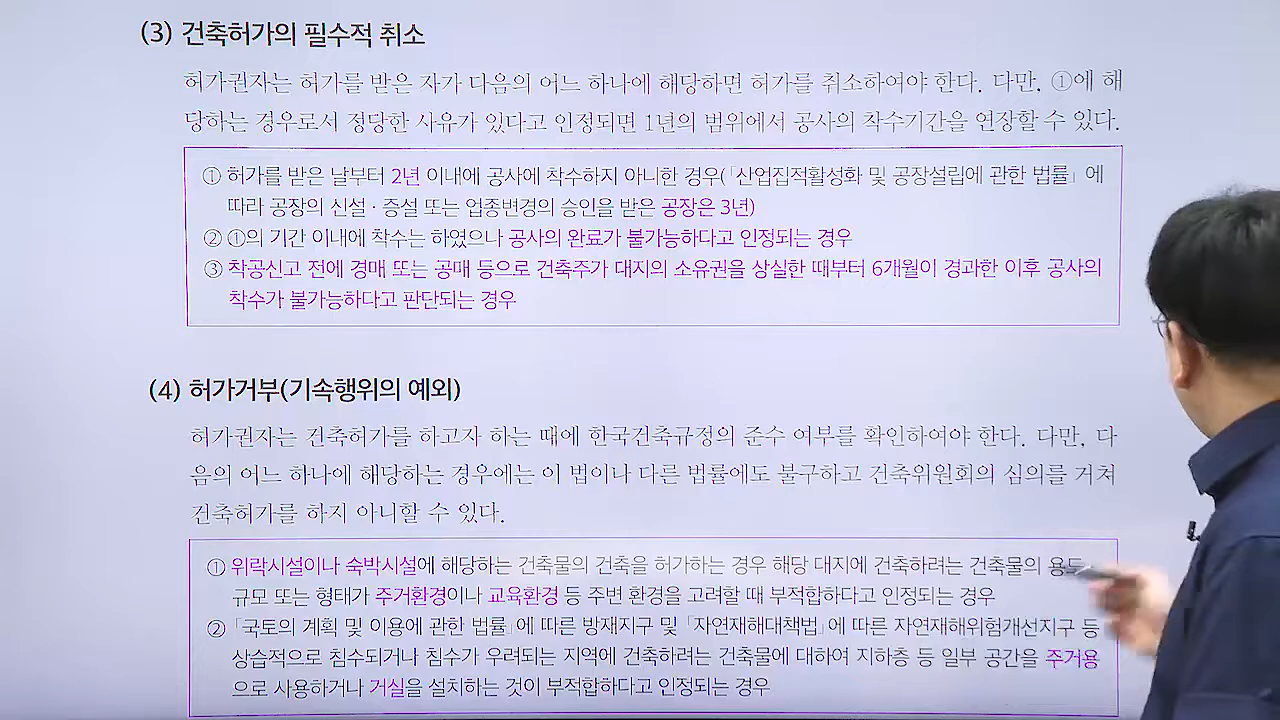 (3) 건축허가의 필수적 취소
허가권자는 허가를 받은 자가 다음의 어느 하나에 해당하면 허가를 취소하여야 한다. 다만, ①에 해
당하는 경우로서 정당한 사유가 있다고 인정되면 1년의 범위에서 공사의 착수기간을 연장할 수 있다.
① 허가를 받은 날부터 2년 이내에 공사에 착수하지 아니한 경우(「산업집적활성화 및 공장설립에 관한 법률」에
따라 공장의 신설·증설 또는 업종변경의 승인을 받은 공장은 3년)
② ①의 기간 이내에 착수는 하였으나 공사의 완료가 불가능하다고 인정되는 경우
③ 착공신고 전에 경매 또는 공매 등으로 건축주가 대지의 소유권을 상실한 때부터 6개월이 경과한 이후 공사의
착수가 불가능하다고 판단되는 경우
(4) 허가거부(기속행위의 예외)
허가권자는 건축허가를 하고자 하는 때에 한국건축규정의 준수 여부를 확인하여야 한다. 다만, 다
음의 어느 하나에 해당하는 경우에는 이 법이나 다른 법률에도 불구하고 건축위원회의 심의를 거쳐
건축허가를 하지 아니할 수 있다.
① 위락시설이나 숙박시설에 해당하는 건축물의 건축을 허가하는 경우 해당 대지에 건축하려는 건축물의 용도
규모 또는 형태가 주거환경이나 교육환경 등 주변 환경을 고려할 때 부적합하다고 인정되는 경우
② 「국토의 계획 및 이용에 관한 법률」에 따른 방재지구 및 「자연재해대책법」에 따른 자연재해위험개선지구 등
상습적으로 침수되거나 침수가 우려되는 지역에 건축하려는 건축물에 대하여 지하층 등 일부 공간을 주거용
으로 사용하거나 거실을 설치하는 것이 부적합하다고 인정되는 경우